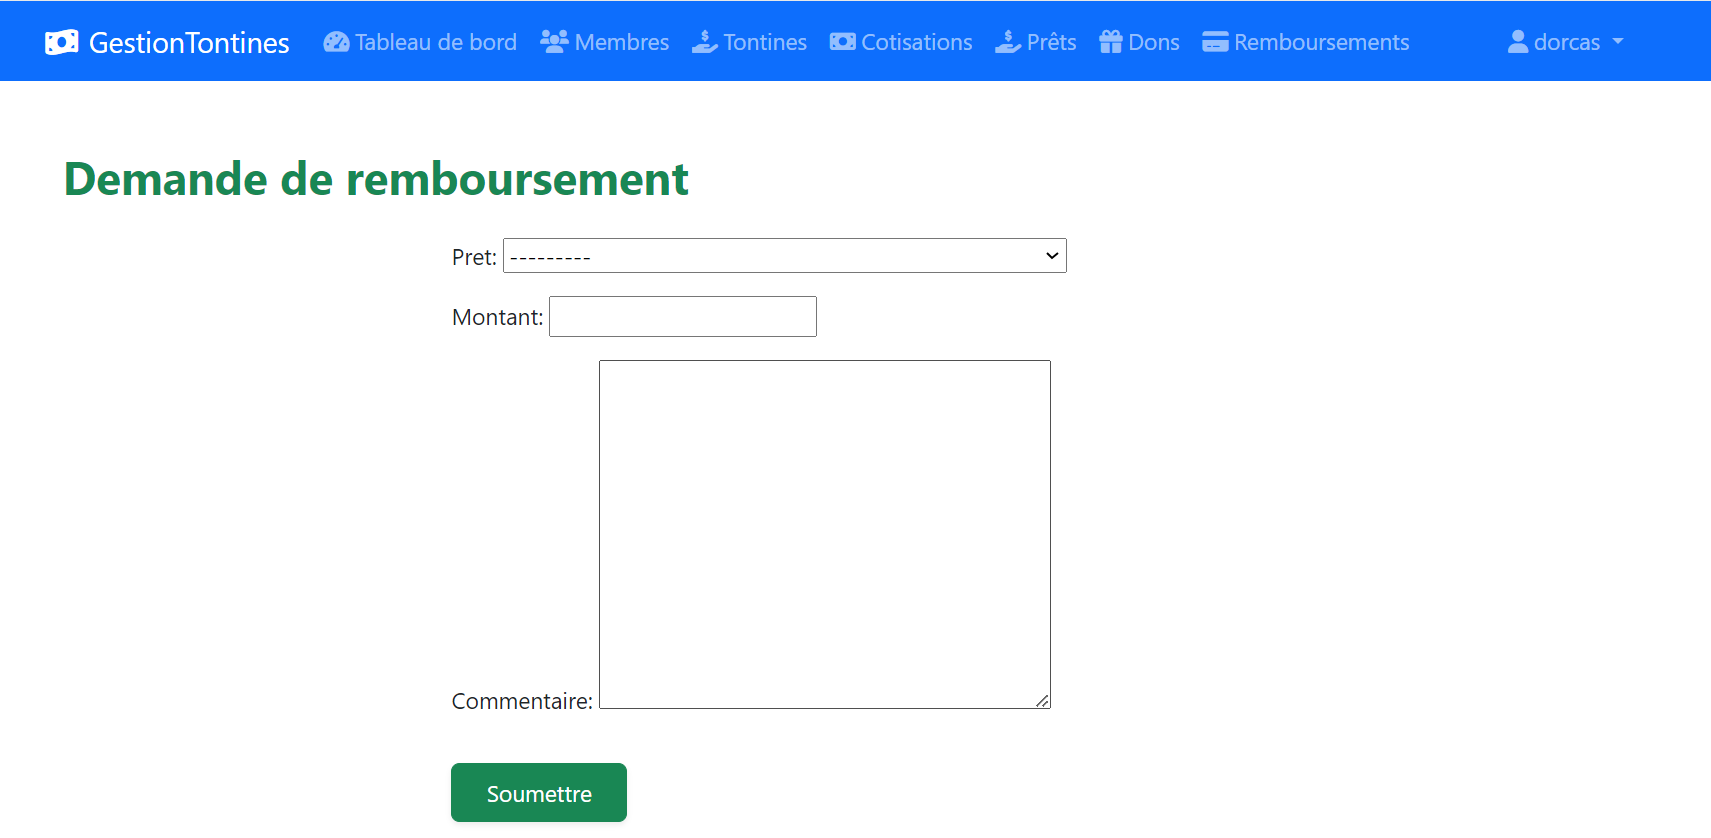 GestionTontines Tableau de bord Membres Tontines Cotisations Prêts Dons Remboursements dorcas
Demande de remboursement
Pret: ---------
Montant:
Commentaire:
Soumettre